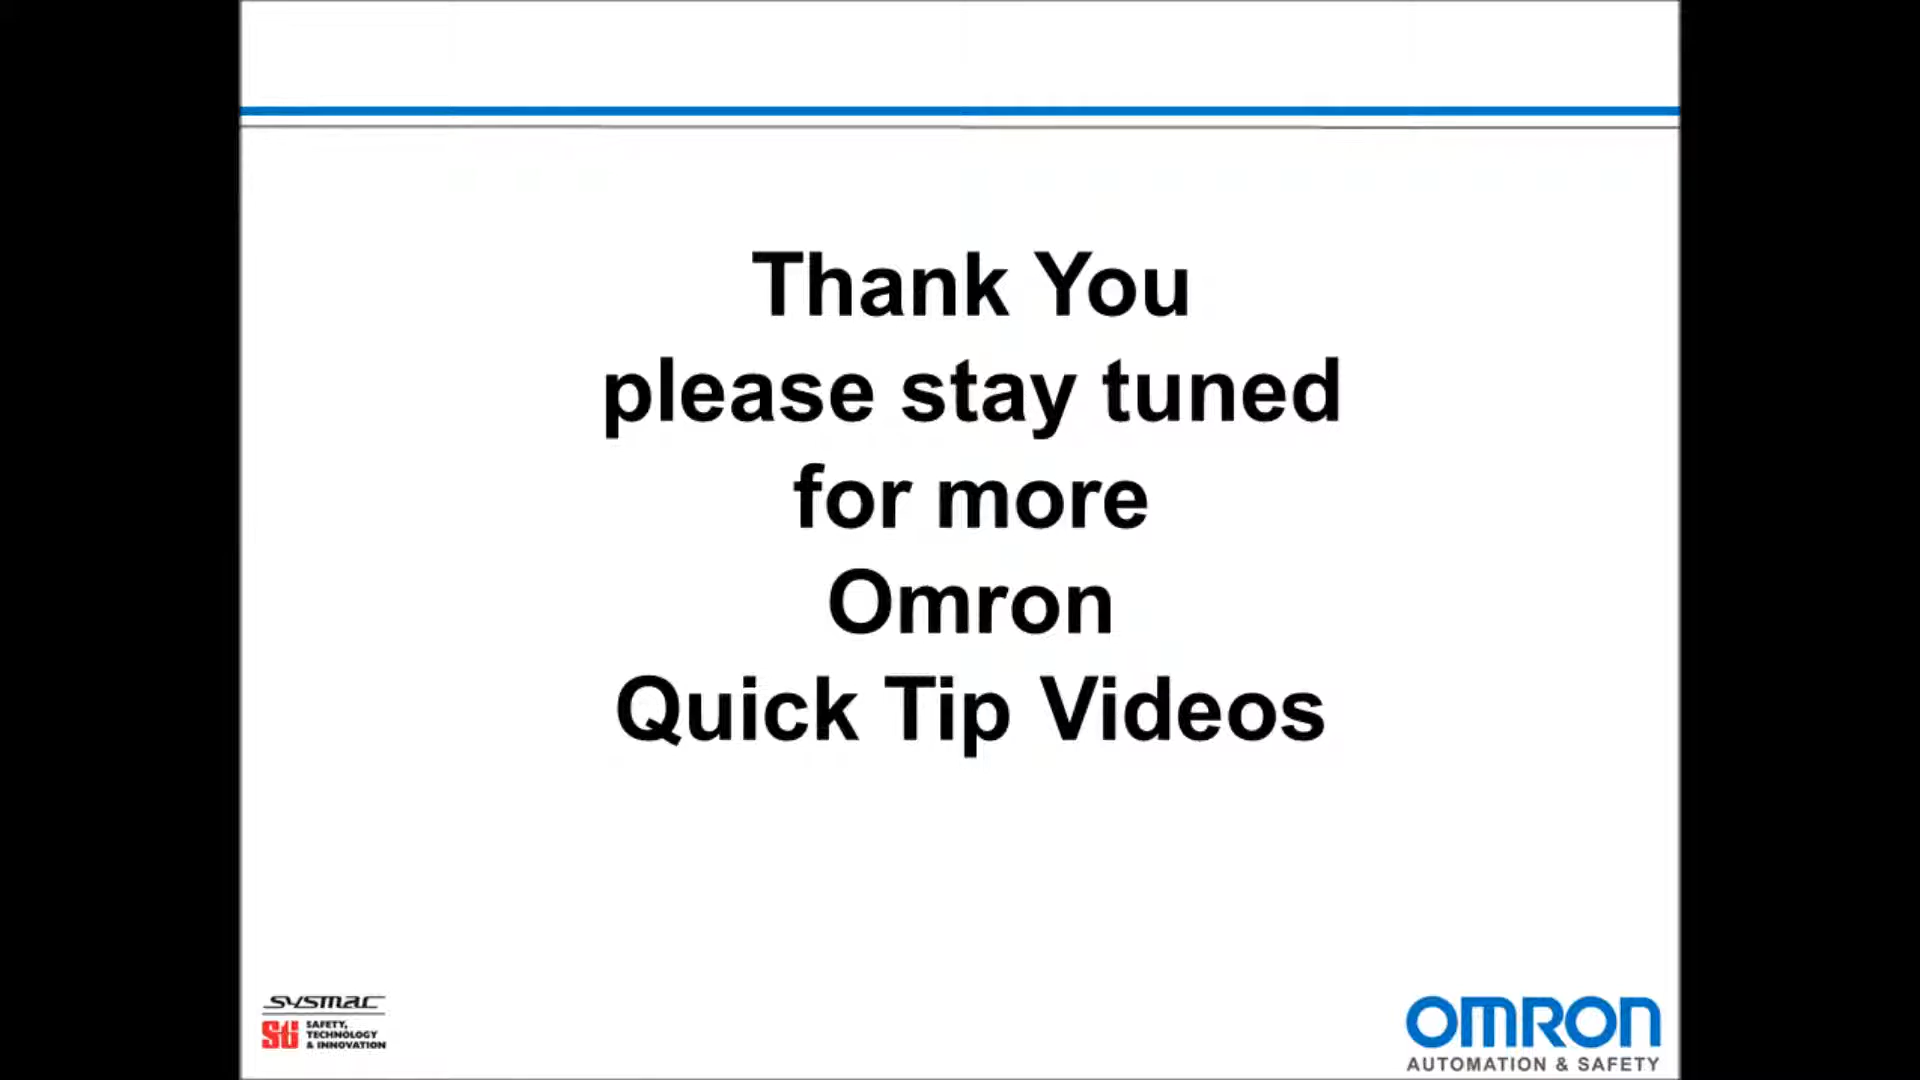 Thank You
please stay tuned
for more
Omron
Quick Tip Videos
sysmac
Sti
SAFETY,
TECHNOLOGY
& INNOVATION
OMRON
AUTOMATION & SAFETY